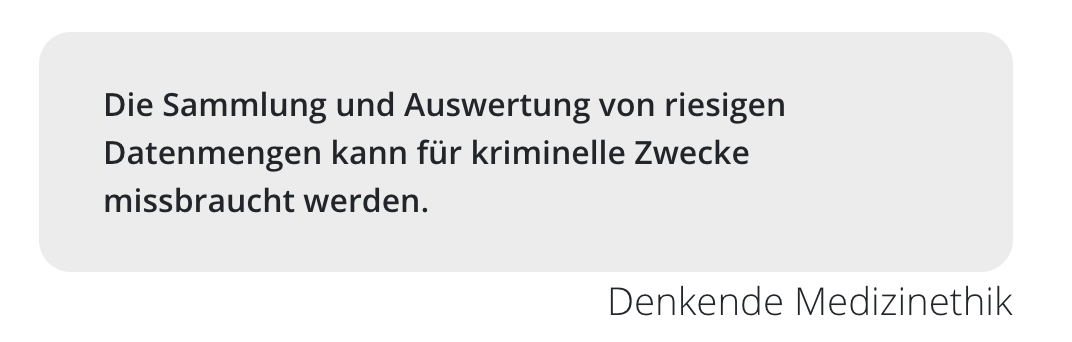 Die Sammlung und Auswertung von riesigen
Datenmengen kann für kriminelle Zwecke
missbraucht werden.
Denkende Medizinethik